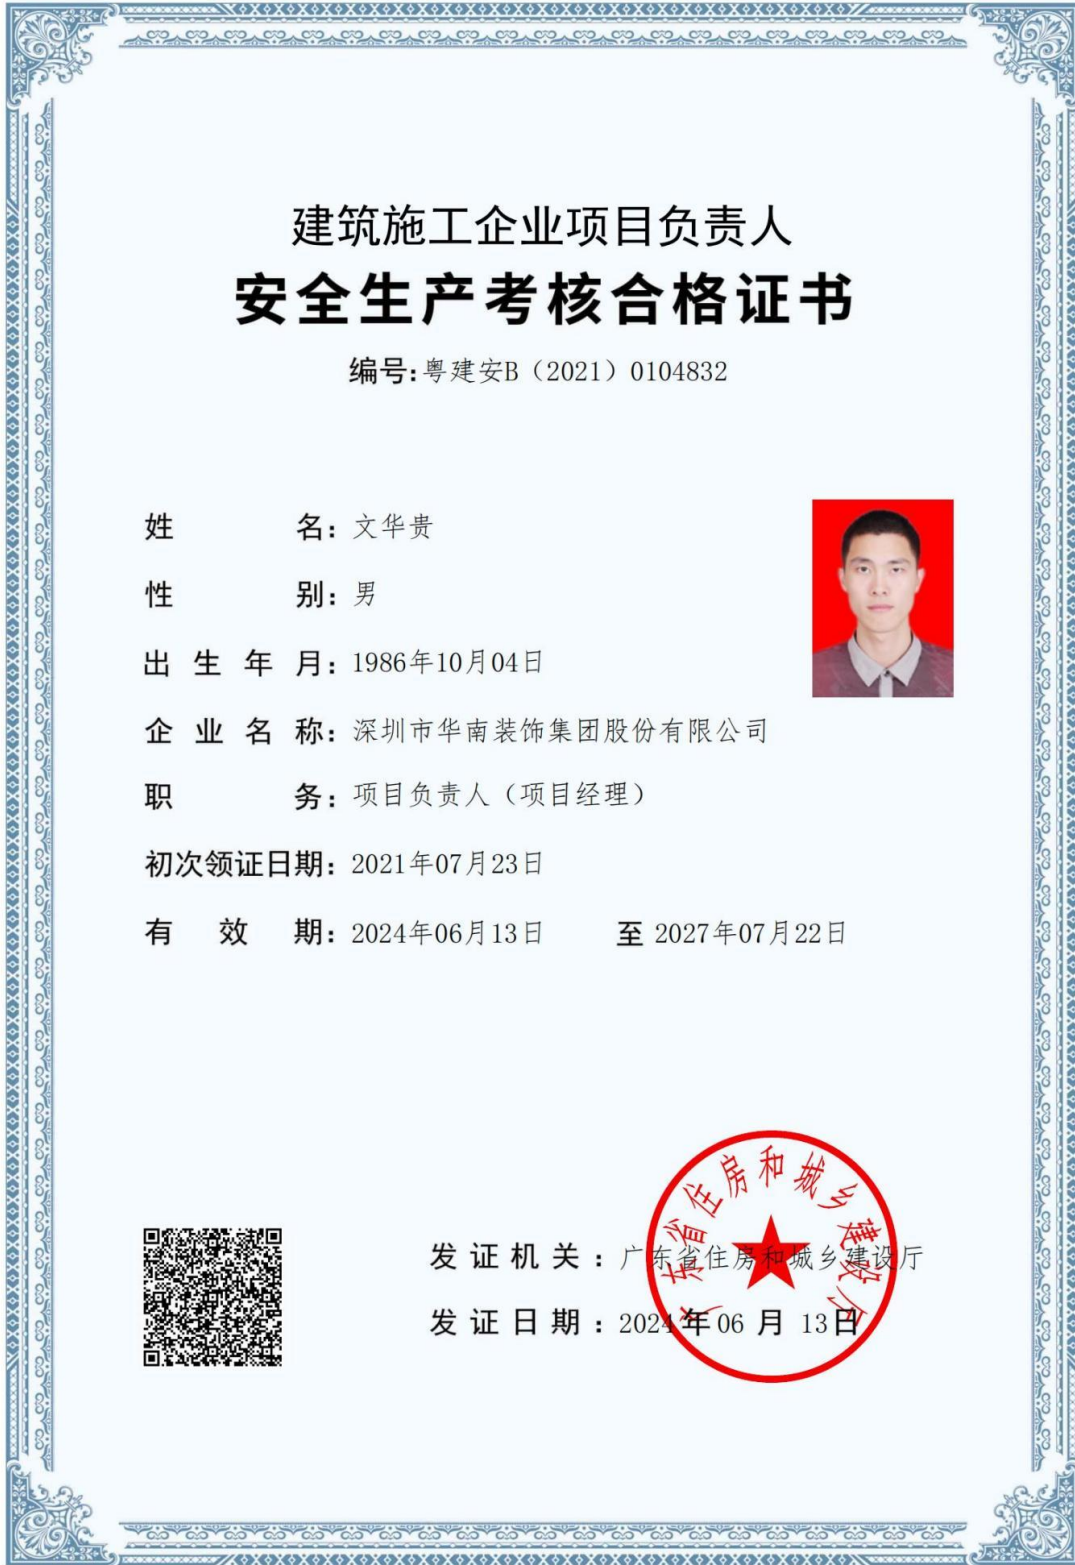 建筑施工企业项目负责人
安全生产考核合格证书
编号:粤建安B（2021）0104832
姓名：文华贵
性别：男
出生年月：1986年10月04日
企业名称：深圳市华南装饰集团股份有限公司
职务：项目负责人（项目经理）
初次领证日期：2021年07月23日
有效期：2024年06月13日 至 2027年07月22日
广东省住房和城乡建设厅
发证机关：广东省住房和城乡建设厅
发证日期：2024年06月13日